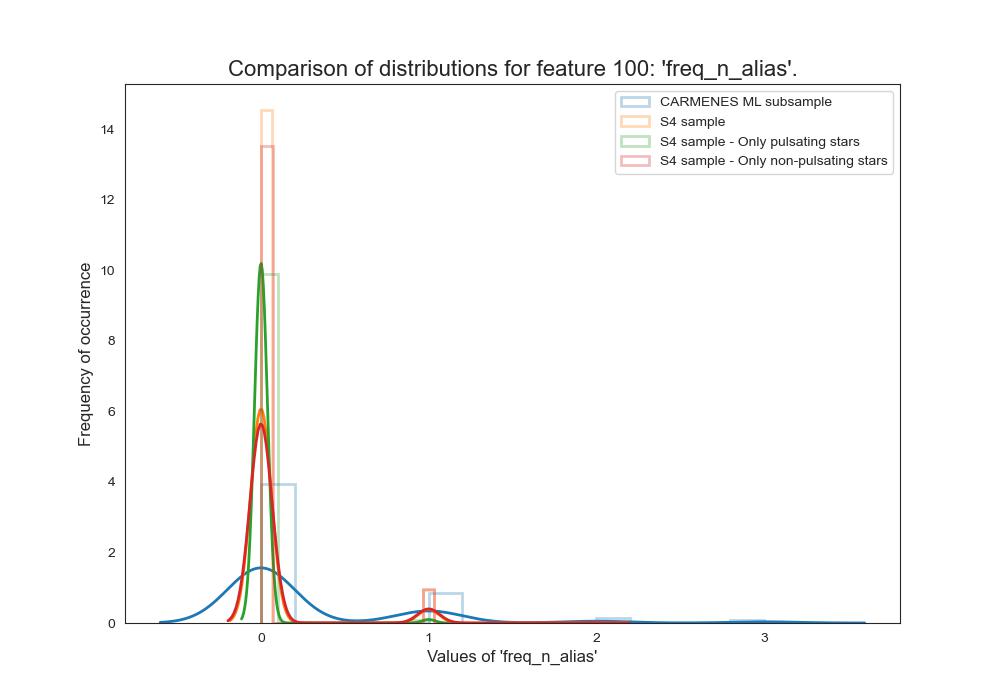 Comparison of distributions for feature 100: 'freq_n_alias'.
CARMENES ML subsample
S4 sample
S4 sample - Only pulsating stars
S4 sample - Only non-pulsating stars
Frequency of occurrence
14
12
10
8
6
4
2
0
0 1 2 3
Values of 'freq_n_alias'